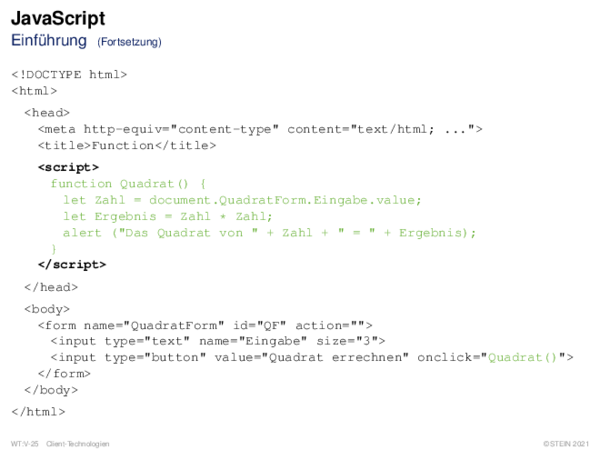 JavaScript
Einführung (Fortsetzung)
<!DOCTYPE html>
<html>
<head>
<meta http-equiv="content-type" content="text/html; ...">
<title>Function</title>
<script>
function Quadrat() {
let Zahl = document.QuadratForm.Eingabe.value;
let Ergebnis = Zahl * Zahl;
alert ("Das Quadrat von " + Zahl + " = " + Ergebnis);
}
</script>
</head>
<body>
<form name="QuadratForm" id="QF" action="">
<input type="text" name="Eingabe" size="3">
<input type="button" value="Quadrat errechnen" onclick="Quadrat()">
</form>
</body>
</html>
WT:V-25 Client-Technologien ©STEIN 2021